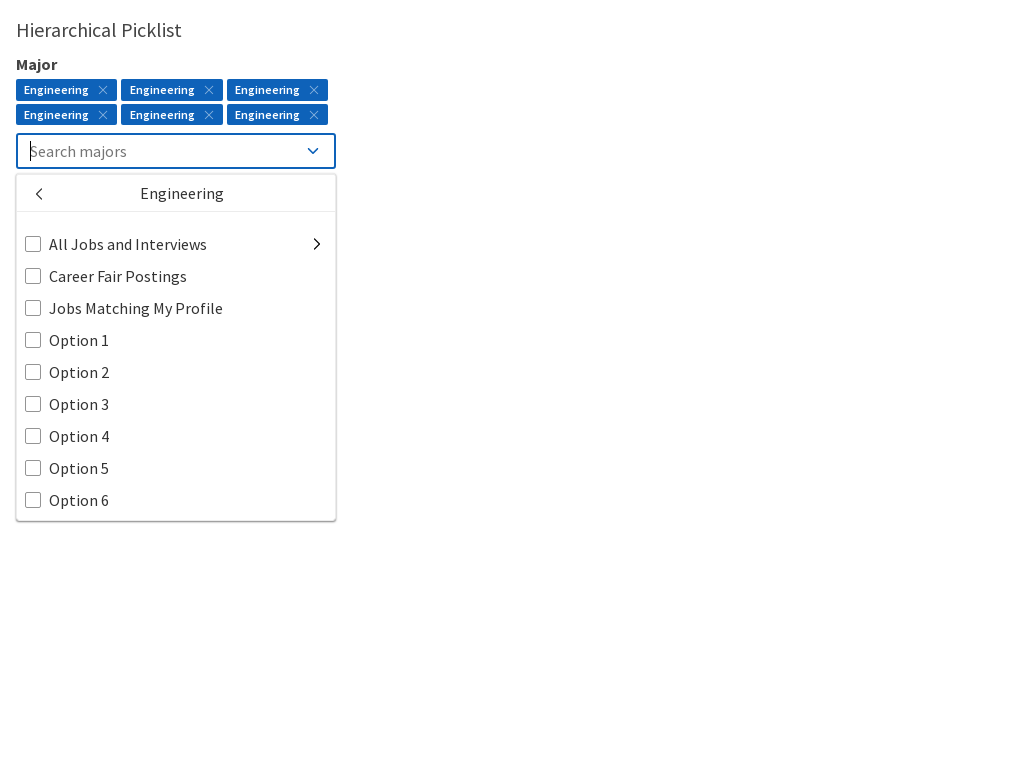 Hierarchical Picklist
Major
Engineering Engineering Engineering
Engineering Engineering Engineering
Search majors
Engineering
All Jobs and Interviews
Career Fair Postings
Jobs Matching My Profile
Option 1
Option 2
Option 3
Option 4
Option 5
Option 6